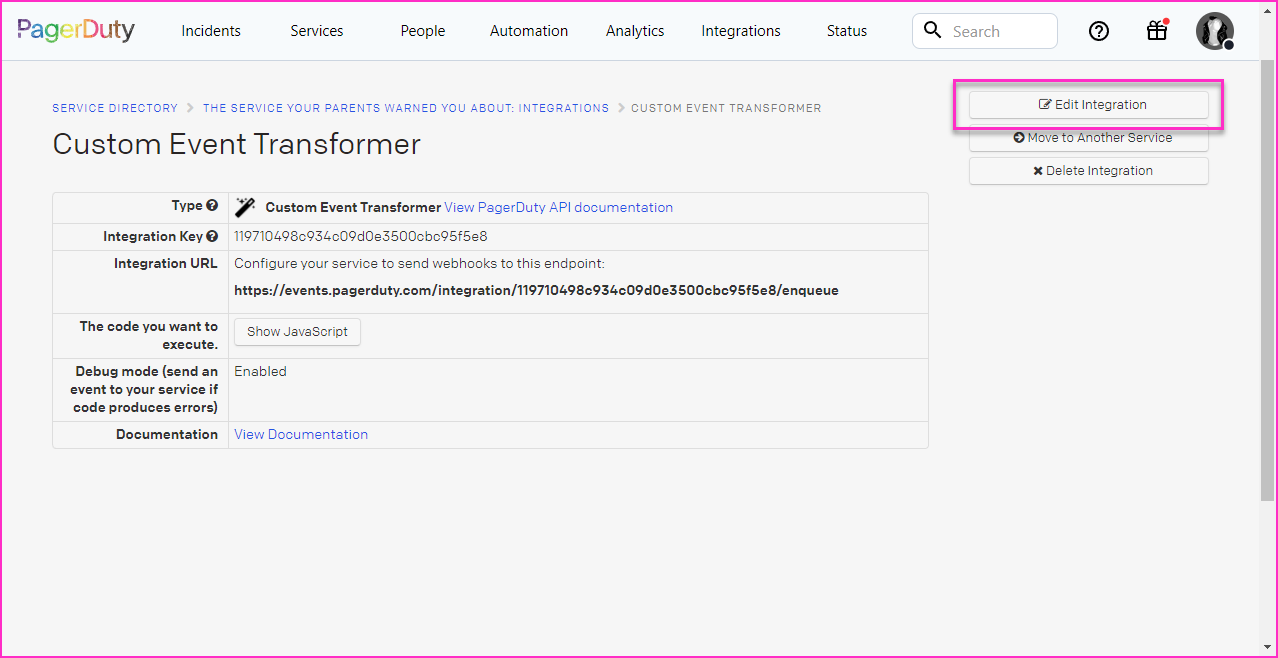 PagerDuty
Incidents
Services
People
Automation
Analytics
Integrations
Status
Search
SERVICE DIRECTORY
THE SERVICE YOUR PARENTS WARNED YOU ABOUT: INTEGRATIONS
CUSTOM EVENT TRANSFORMER
Custom Event Transformer
Edit Integration
Move to Another Service
Delete Integration
Type
Custom Event Transformer View PagerDuty API documentation
Integration Key
119710498c934c09d0e3500cbc95f5e8
Integration URL
Configure your service to send webhooks to this endpoint:
https://events.pagerduty.com/integration/119710498c934c09d0e3500cbc95f5e8/enqueue
The code you want to
execute.
Show JavaScript
Debug mode (send an
event to your service if
code produces errors)
Enabled
Documentation
View Documentation